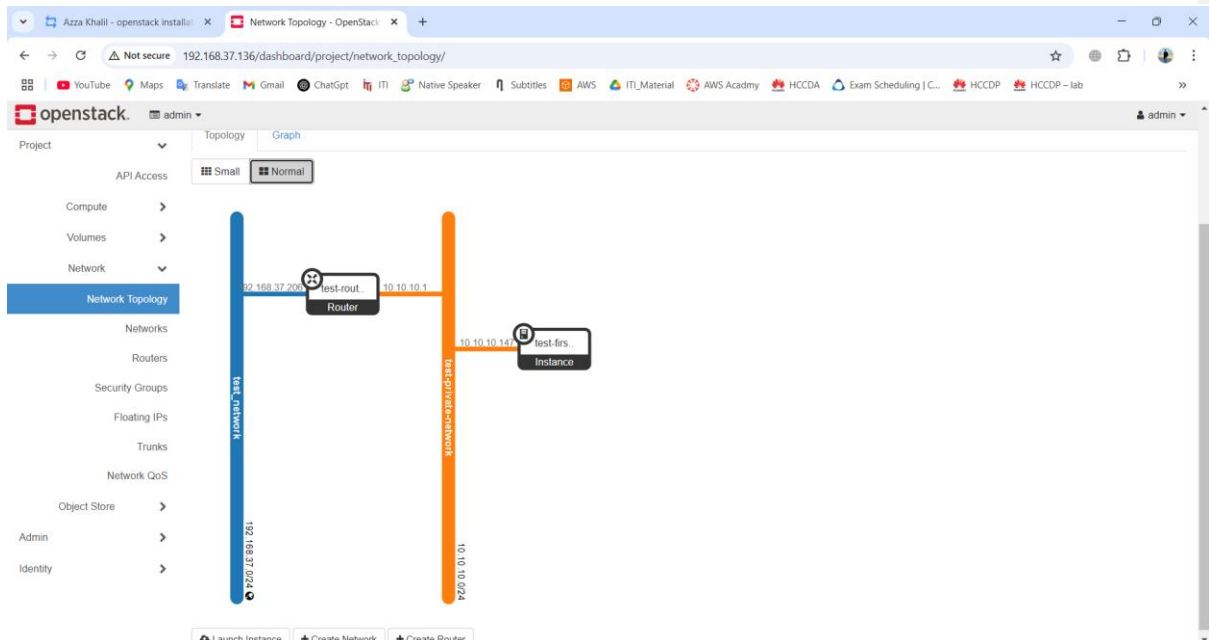 Azza Khalil - openstack installa
Network Topology - OpenStack
Not secure 192.168.37.136/dashboard/project/network_topology/
YouTube Maps Translate Gmail ChatGpt ITI Native Speaker Subtitles AWS ITI_Material AWS Acadmy HCCDA Exam Scheduling | C... HCCDP HCCDP – lab »
openstack. admin admin
Project
Topology Graph
API Access
Small Normal
Compute
Volumes
Network
Network Topology
Networks
Routers
Security Groups
Floating IPs
Trunks
Network QoS
Object Store
Admin
Identity
92.168.37.206
test-rout..
Router
10.10.10.1
10.10.10.147
test-firs..
Instance
test_network
test-private-network
192.168.37.0/24
10.10.10.0/24
Launch Instance + Create Network + Create Router